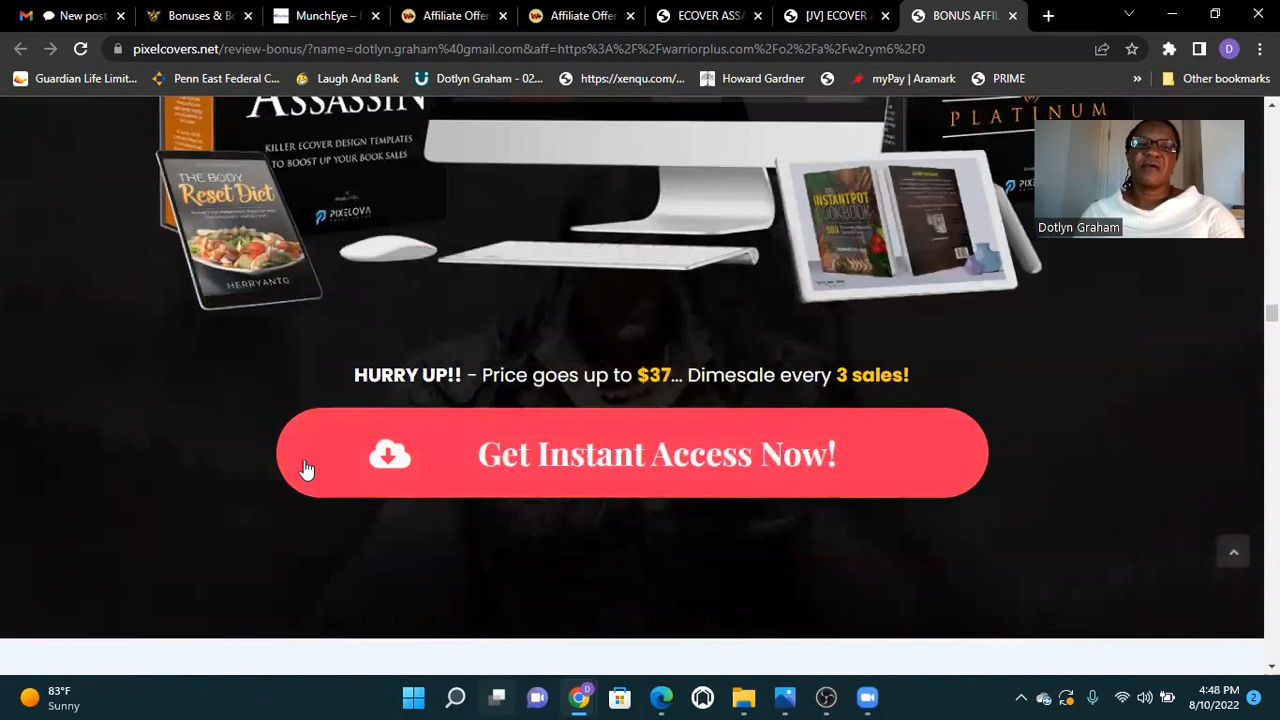 New post
Bonuses & Bo
MunchEye –
Affiliate Offer
Affiliate Offer
ECOVER ASSA
[JV] ECOVER A
BONUS AFFIL
pixelcovers.net/review-bonus/?name=dotlyn.graham%40gmail.com&aff=https%3A%2F%2Fwarriorplus.com%2Fo2%2Fa%2Fw2rym6%2F0
D
Guardian Life Limit...
Penn East Federal C...
Laugh And Bank
Dotlyn Graham - 02...
https://xenqu.com/...
Howard Gardner
myPay | Aramark
PRIME
»
Other bookmarks
ASSASSIN
KILLER ECOVER DESIGN TEMPLATES
TO BOOST UP YOUR BOOK SALES
PIXELOVA
PLATINUM
THE BODY
Reset Diet
HERRYANTO
INSTANTPOT
COOKBOOK
Dotlyn Graham
HURRY UP!! - Price goes up to $37... Dimesale every 3 sales!
Get Instant Access Now!
83°F
Sunny
4:48 PM
8/10/2022
2